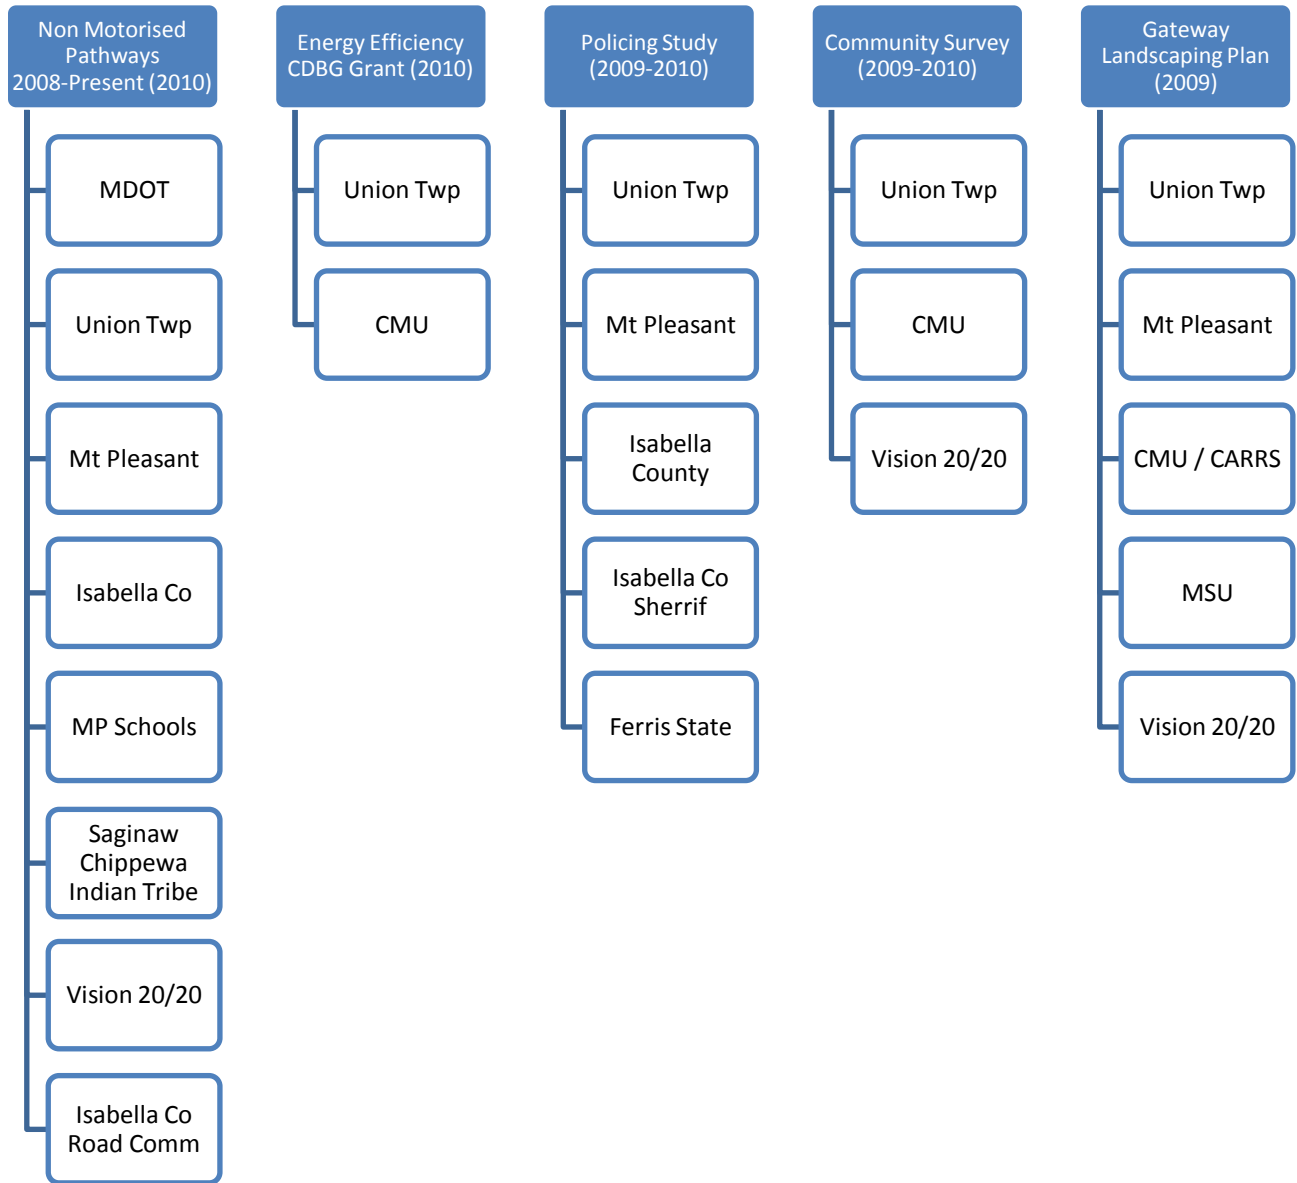 Non Motorised
Pathways
2008-Present (2010)
MDOT
Union Twp
Mt Pleasant
Isabella Co
MP Schools
Saginaw
Chippewa
Indian Tribe
Vision 20/20
Isabella Co
Road Comm
Energy Efficiency
CDBG Grant (2010)
Union Twp
CMU
Policing Study
(2009-2010)
Union Twp
Mt Pleasant
Isabella
County
Isabella Co
Sherrif
Ferris State
Community Survey
(2009-2010)
Union Twp
CMU
Vision 20/20
Gateway
Landscaping Plan
(2009)
Union Twp
Mt Pleasant
CMU / CARRS
MSU
Vision 20/20